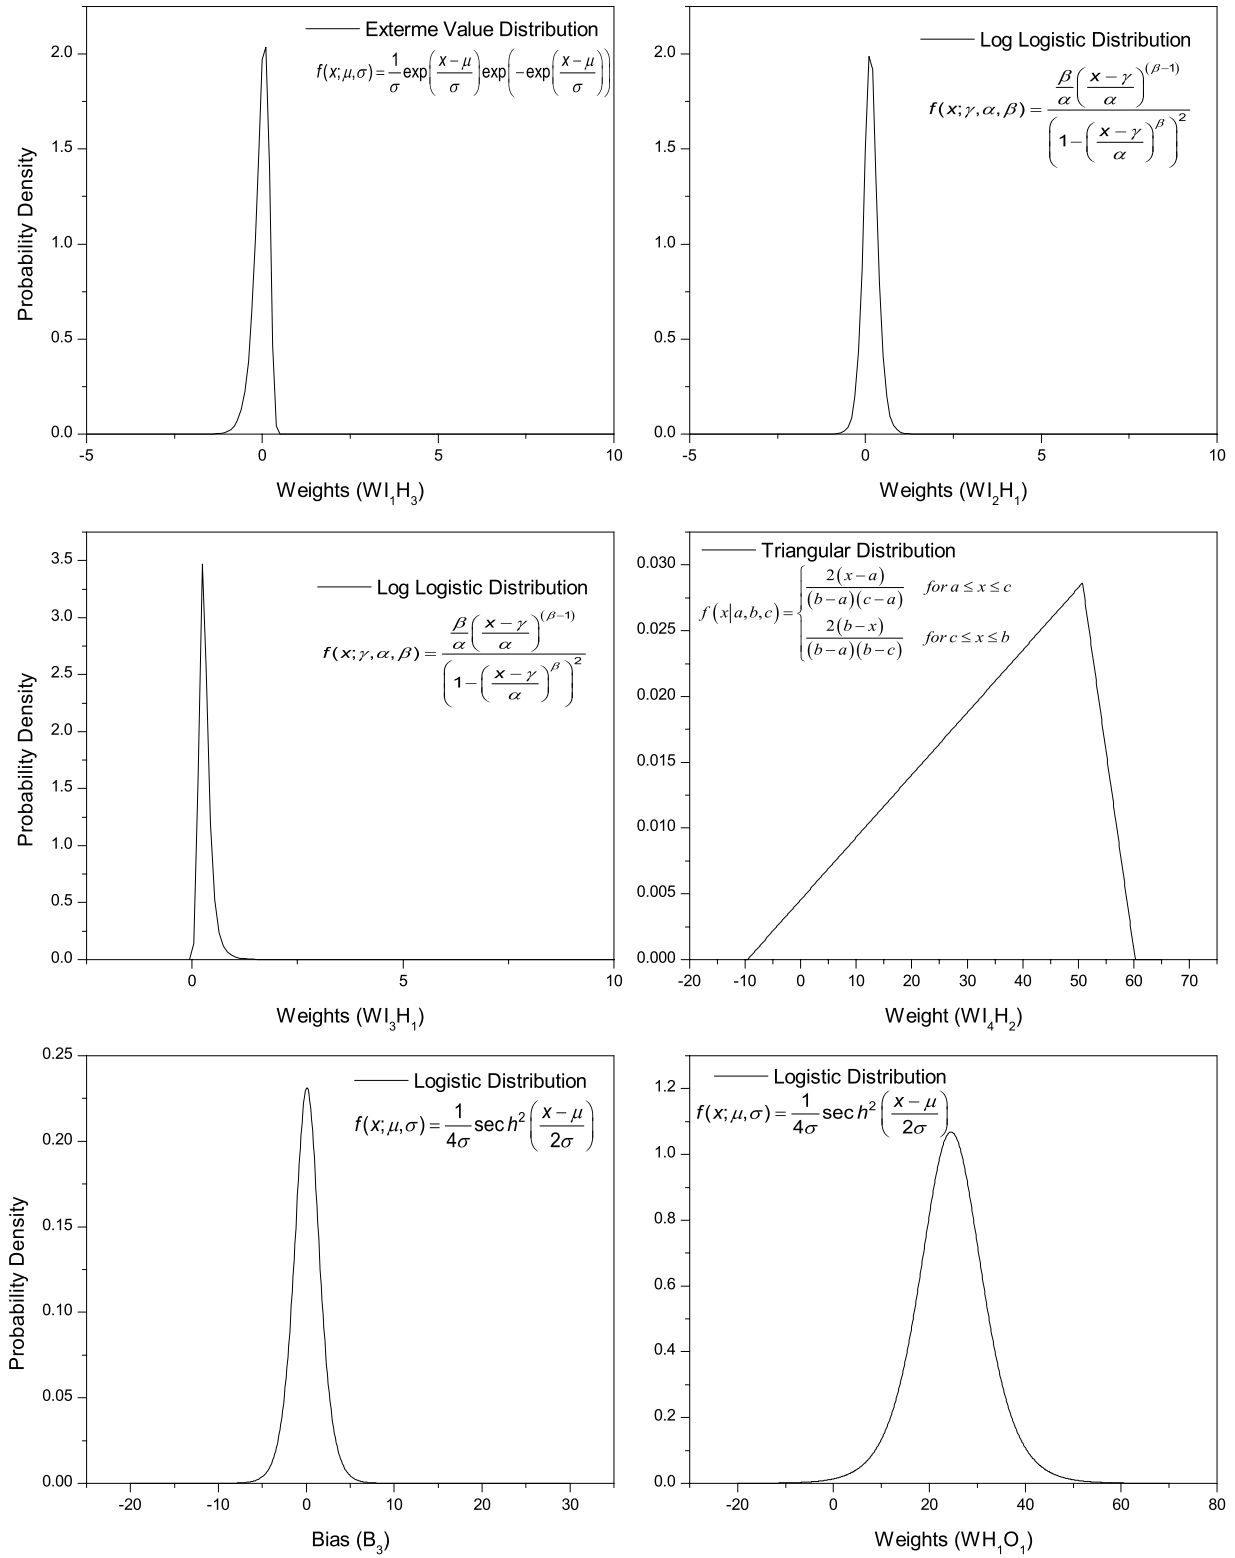 Exterme Value Distribution
f(x;μ,σ)=1/σ exp((x−μ)/σ)exp(−exp((x−μ)/σ))
2.0
1.5
1.0
0.5
0.0
-5 0 5 10
Probability Density
Weights (WI₁H₃)
Log Logistic Distribution
f(x;γ,α,β)=β/α((x−γ)/α)^(β−1)/(1−((x−γ)/α)^β)²
2.0
1.5
1.0
0.5
0.0
-5 0 5 10
Weights (WI₂H₁)
Log Logistic Distribution
f(x;γ,α,β)=β/α((x−γ)/α)^(β−1)/(1−((x−γ)/α)^β)²
3.5
3.0
2.5
2.0
1.5
1.0
0.5
0.0
0 5 10
Probability Density
Weights (WI₃H₁)
Triangular Distribution
f(x|a,b,c)={2(x−a)/((b−a)(c−a)) for a≤x≤c
2(b−x)/((b−a)(b−c)) for c≤x≤b
0.030
0.025
0.020
0.015
0.010
0.005
0.000
-20 -10 0 10 20 30 40 50 60 70
Weight (WI₄H₂)
Logistic Distribution
f(x;μ,σ)=1/4σ sec h²((x−μ)/2σ)
0.25
0.20
0.15
0.10
0.05
0.00
-20 -10 0 10 20 30
Probability Density
Bias (B₃)
Logistic Distribution
f(x;μ,σ)=1/4σ sec h²((x−μ)/2σ)
1.2
1.0
0.8
0.6
0.4
0.2
0.0
-20 0 20 40 60 80
Weights (WH₁O₁)